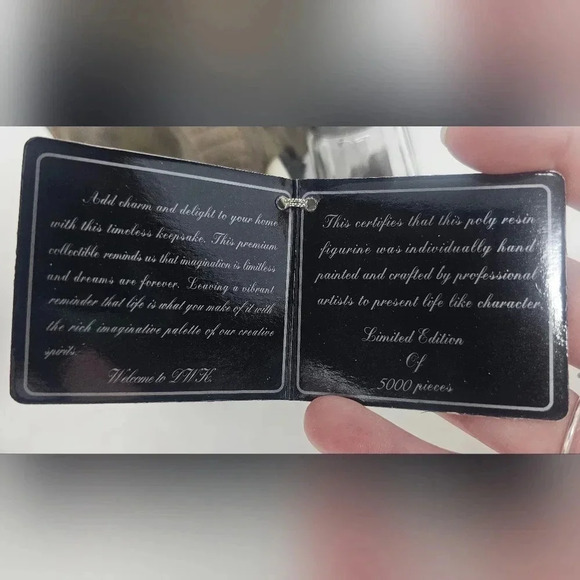 Add charm and delight to your home
with this timeless keepsake. This premium
collectible reminds us that imagination is limitless
and dreams are forever. Leaving a vibrant
reminder that life is what you make of it with
the rich imaginative palette of our creative
spirits.
Welcome to DWK.
This certifies that this poly resin
figurine was individually hand
painted and crafted by professional
artists to present life like character
Limited Edition
Of
5000 pieces